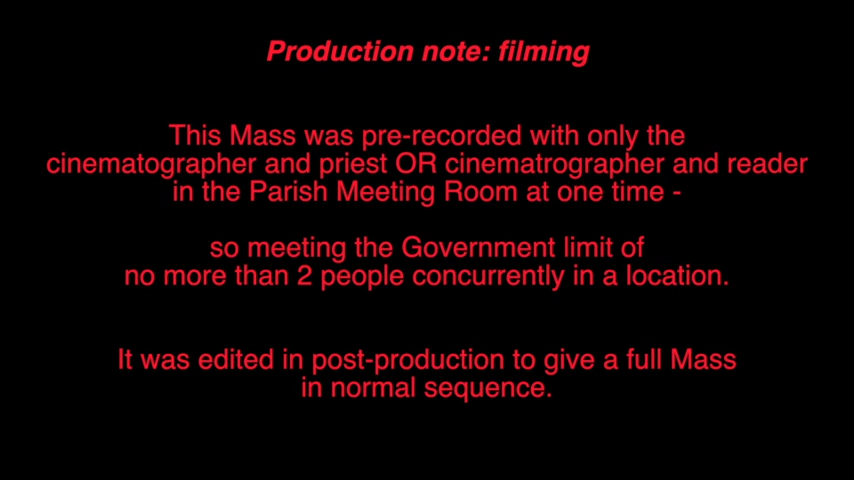 Production note: filming
This Mass was pre-recorded with only the
cinematographer and priest OR cinematrographer and reader
in the Parish Meeting Room at one time -
so meeting the Government limit of
no more than 2 people concurrently in a location.
It was edited in post-production to give a full Mass
in normal sequence.